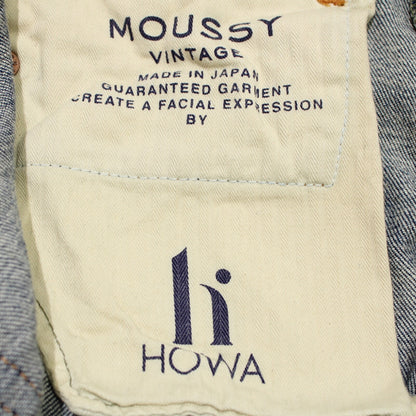 MOUSSY
VINTAGE
MADE IN JAPAN
GUARANTEED GARMENT
CREATE A FACIAL EXPRESSION
BY
h
HOWA